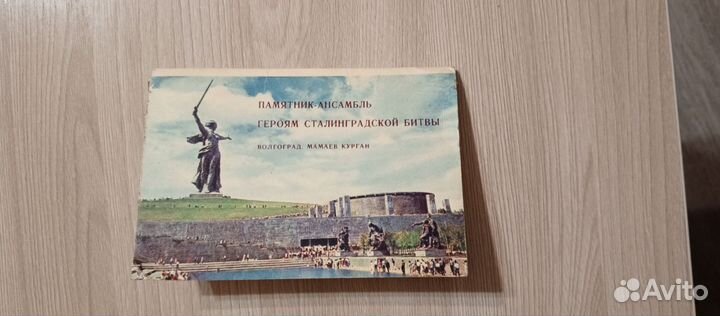 ПАМЯТНИК-АНСАМБЛЬ
ГЕРОЯМ СТАЛИНГРАДСКОЙ БИТВЫ
ВОЛГОГРАД МАМАЕВ КУРГАН
Avito